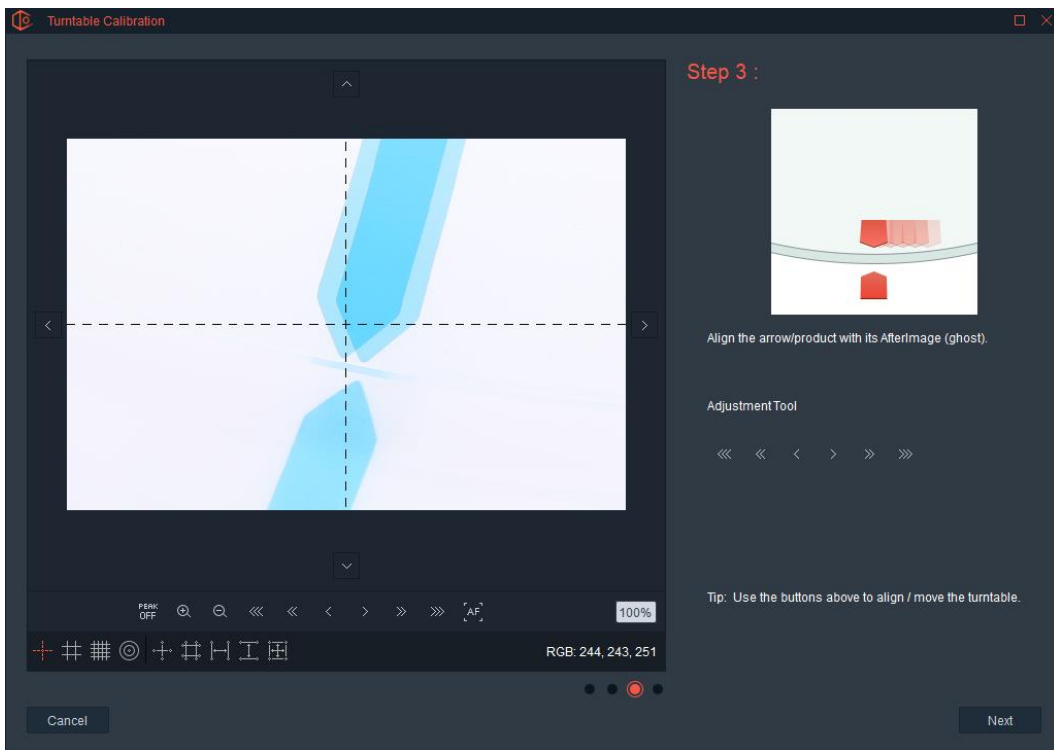 Turntable Calibration
Step 3 :
Align the arrow/product with its AfterImage (ghost).
Adjustment Tool
Tip: Use the buttons above to align / move the turntable.
PEAK
OFF
[AF]
100%
RGB: 244, 243, 251
Cancel
Next